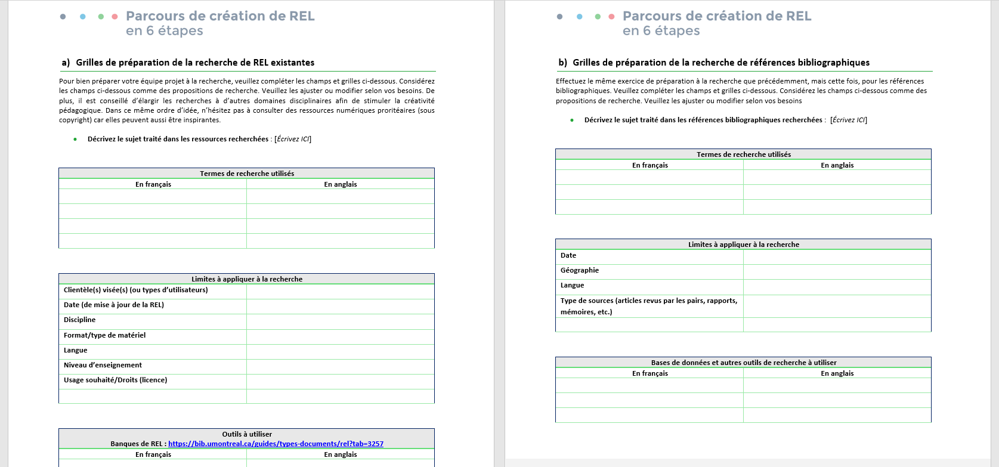 Parcours de création de REL
en 6 étapes
a) Grilles de préparation de la recherche de REL existantes
Pour bien préparer votre équipe projet à la recherche, veuillez compléter les champs et grilles ci-dessous. Considérez
les champs ci-dessous comme des propositions de recherche. Veuillez les ajuster ou modifier selon vos besoins. De
plus, il est conseillé d’élargir les recherches à d’autres domaines disciplinaires afin de stimuler la créativité
pédagogique. Dans ce même ordre d’idée, n’hésitez pas à consulter des ressources numériques proritéaires (sous
copyright) car elles peuvent aussi être inspirantes.
• Décrivez le sujet traité dans les ressources recherchées : [Écrivez ICI]
Termes de recherche utilisés
En français En anglais
Limites à appliquer à la recherche
Clientèle(s) visée(s) (ou types d’utilisateurs)
Date (de mise à jour de la REL)
Discipline
Format/type de matériel
Langue
Niveau d’enseignement
Usage souhaité/Droits (licence)
Outils à utiliser
Banques de REL : https://bib.umontreal.ca/guides/types-documents/rel?tab=3257
En français En anglais
Parcours de création de REL
en 6 étapes
b) Grilles de préparation de la recherche de références bibliographiques
Effectuez le même exercice de préparation à la recherche que précédemment, mais cette fois, pour les références
bibliographiques. Veuillez compléter les champs et grilles ci-dessous. Considérez les champs ci-dessous comme des
propositions de recherche. Veuillez les ajuster ou modifier selon vos besoins
• Décrivez le sujet traité dans les références bibliographiques recherchées : [Écrivez ICI]
Termes de recherche utilisés
En français En anglais
Limites à appliquer à la recherche
Date
Géographie
Langue
Type de sources (articles revus par les pairs, rapports,
mémoires, etc.)
Bases de données et autres outils de recherche à utiliser
En français En anglais